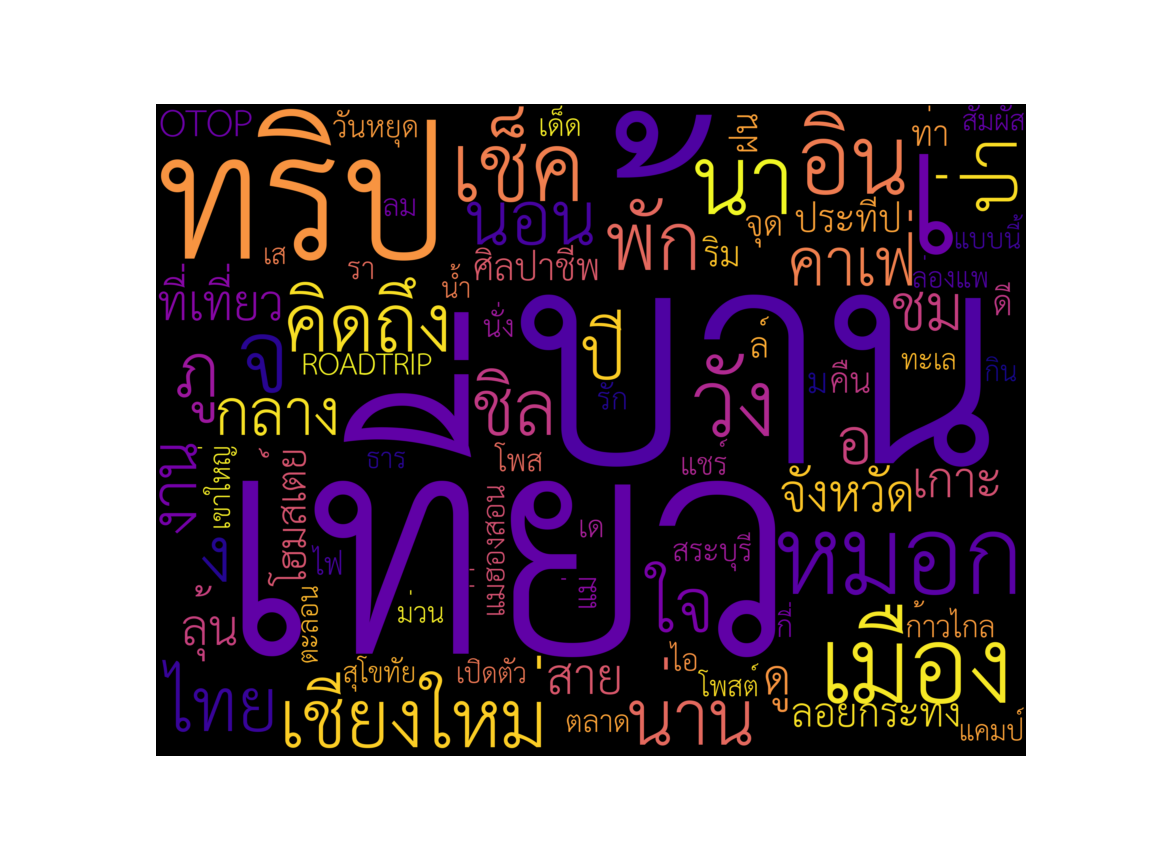 OTOP
วันหยุด
เช็ค
เด็ด
ฝน
อิน
ท่า
สัมผัส
ทริป
ลม
นอน
น้ำ
ป่า
เ
พัก
ริม
จุด
ประทีป
แบบนี้
เส
รา
ศิลปาชีพ
คาเฟ่
ล่องแพ
ที่เที่ยว
คิดถึง
น้ำ
นั่ง
บ้าน
ปี
ล์
ชม
ดี
จ
ROADTRIP
ทะเล
กิน
ภู
กลาง
ชิล
รัก
วัง
ม
คืน
อ
งาน
เขาใหญ่
โฮมสเตย์
ธาร
โพส
แชร์
จังหวัด
เกาะ
ง
เที่ยว
แม่ฮ่องสอน
เด
สระบุรี
หมอก
ไฟ
แม่
ใจ
ลุ้น
ตะลอน
ม่วน
กี่
เมือง
ก้าวไกล
ไทย
สุโขทัย
เปิดตัว
สาย
ไอ
โพสต์
ดู
เชียงใหม่
ตลาด
น่าน
ลอยกระทง
แคมป์